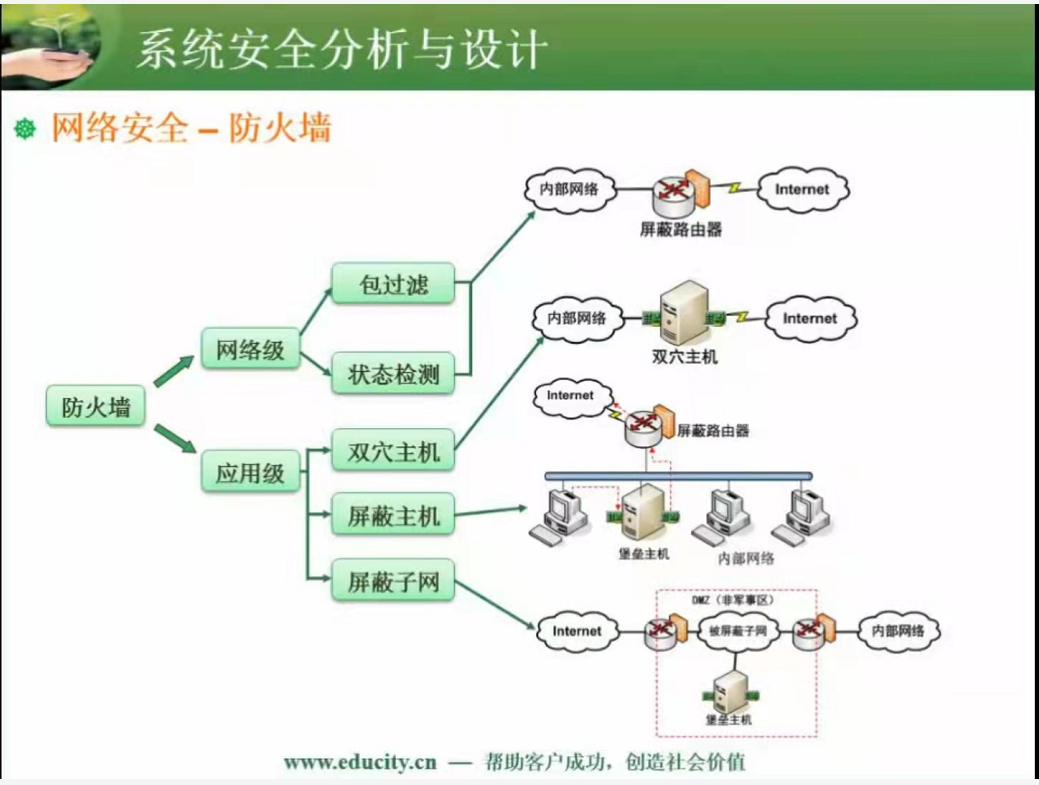 系统安全分析与设计
网络安全 – 防火墙
内部网络
Internet
屏蔽路由器
包过滤
内部网络
Internet
双穴主机
网络级
状态检测
Internet
屏蔽路由器
防火墙
双穴主机
应用级
屏蔽主机
堡垒主机
内部网络
屏蔽子网
DMZ（非军事区）
Internet
被屏蔽子网
内部网络
堡垒主机
www.educity.cn — 帮助客户成功，创造社会价值